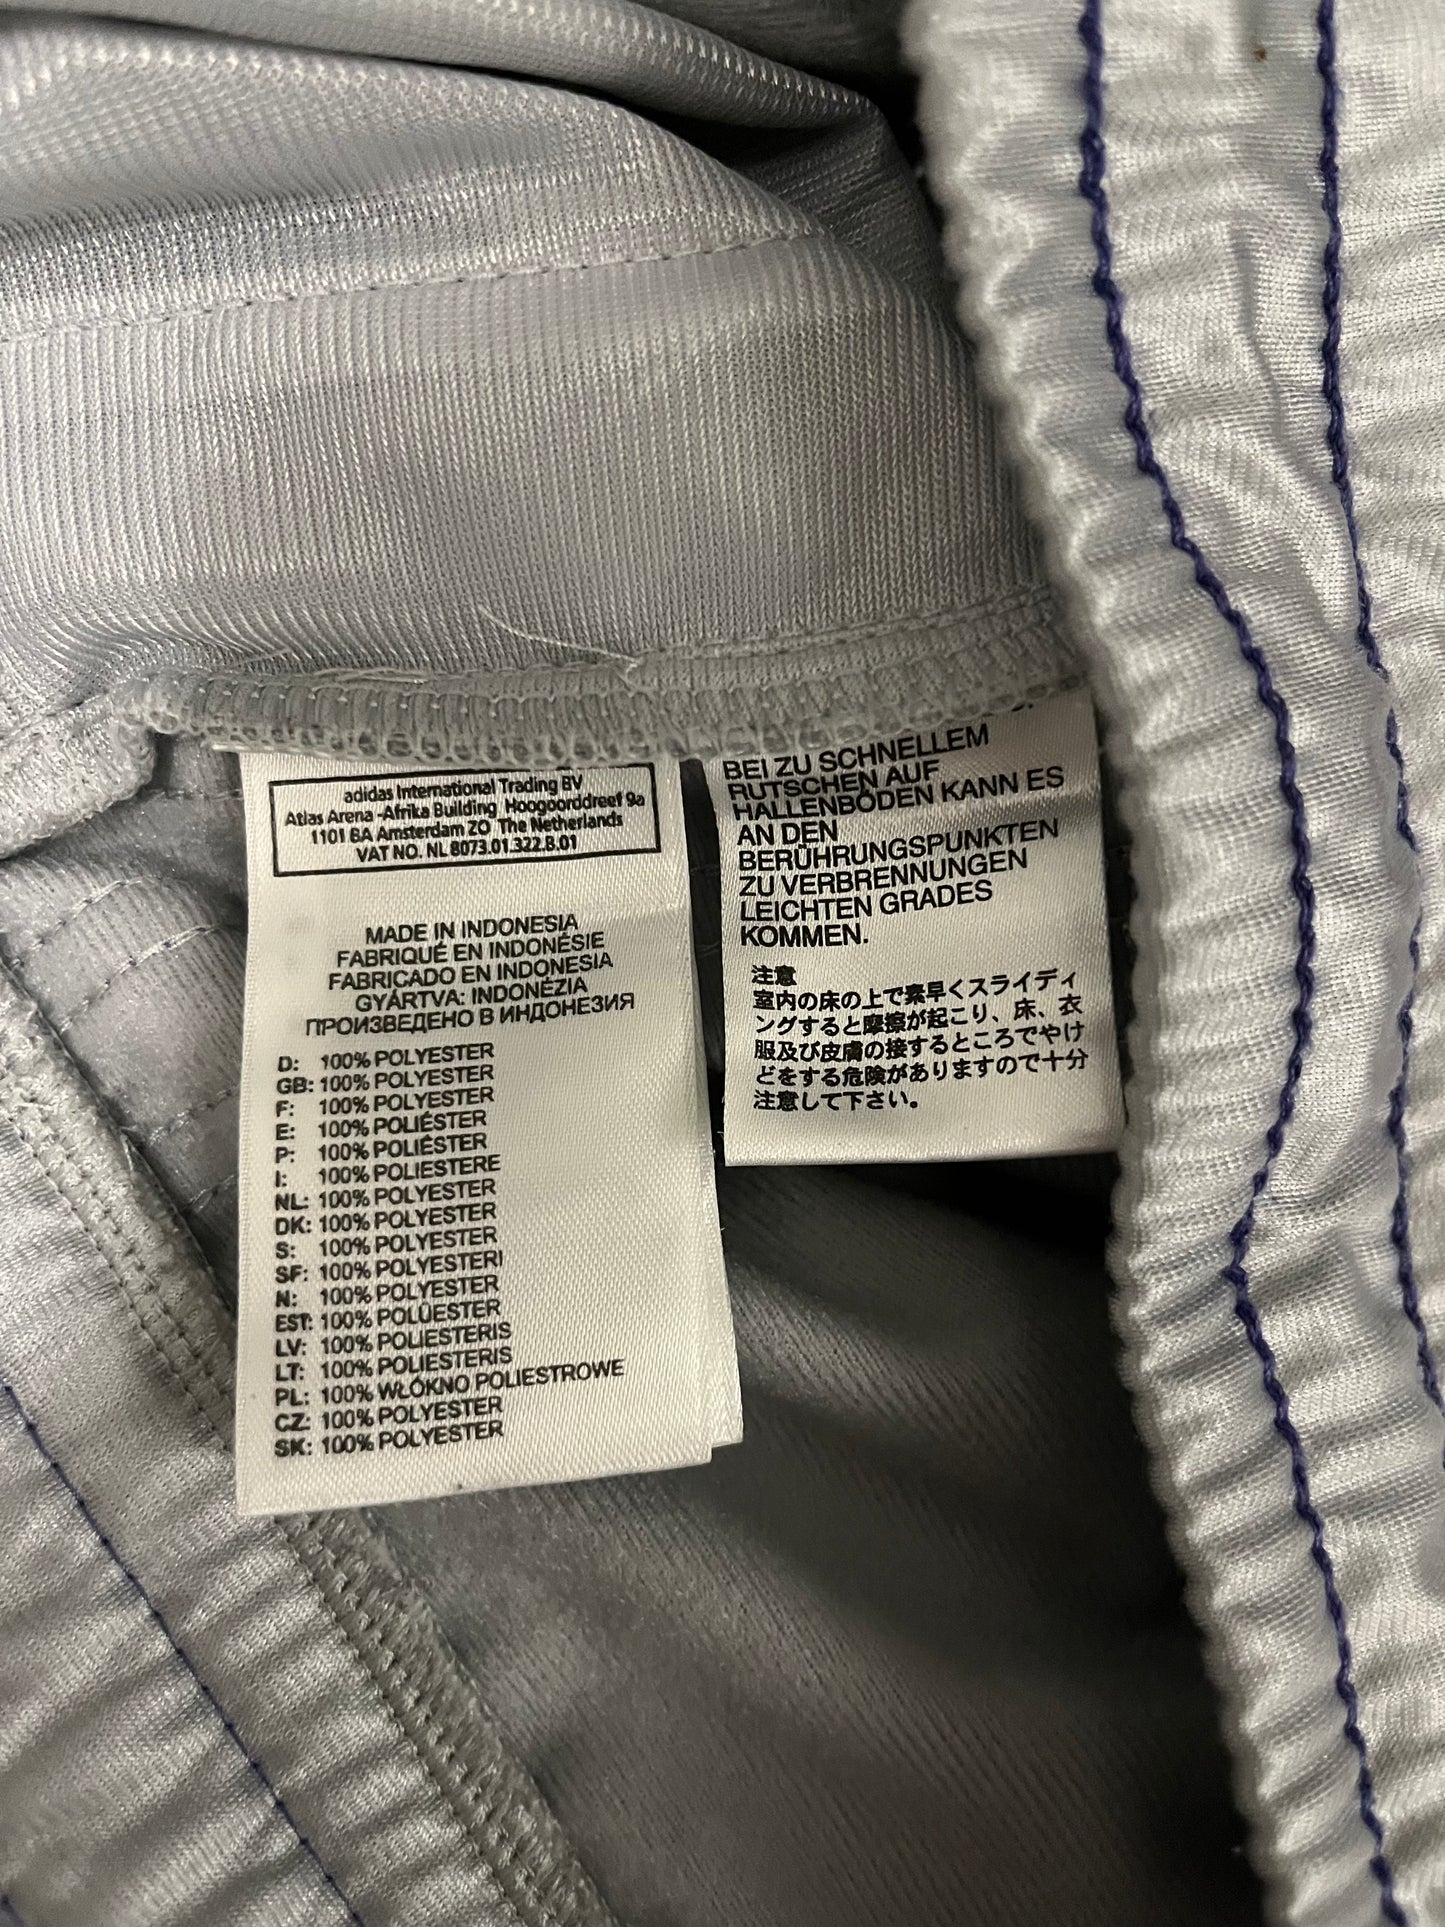 adidas International Trading BV
Atlas Arena -Afrika Building Hoogoorddreef 9a
1101 BA Amsterdam ZO The Netherlands
VAT NO. NL 8073.01.322.B.01
MADE IN INDONESIA
FABRIQUÉ EN INDONÉSIE
FABRICADO EN INDONESIA
GYÁRTVA: INDONÉZIA
ПРОИЗВЕДЕНО В ИНДОНЕЗИЯ
D: 100% POLYESTER
GB: 100% POLYESTER
F: 100% POLYESTER
E: 100% POLIÉSTER
P: 100% POLIÉSTER
I: 100% POLIESTERE
NL: 100% POLYESTER
DK: 100% POLYESTER
S: 100% POLYESTER
SF: 100% POLYESTERI
N: 100% POLYESTER
EST: 100% POLÜESTER
LV: 100% POLIESTERIS
LT: 100% POLIESTERIS
PL: 100% WŁÓKNO POLIESTROWE
CZ: 100% POLYESTER
SK: 100% POLYESTER
BEI ZU SCHNELLEM
RUTSCHEN AUF
HALLENBÖDEN KANN ES
AN DEN
BERÜHRUNGSPUNKTEN
ZU VERBRENNUNGEN
LEICHTEN GRADES
KOMMEN.
注意
室内の床の上で素早くスライディ
ングすると摩擦が起こり、床、衣
服及び皮膚の接するところでやけ
どをする危険がありますので十分
注意して下さい。